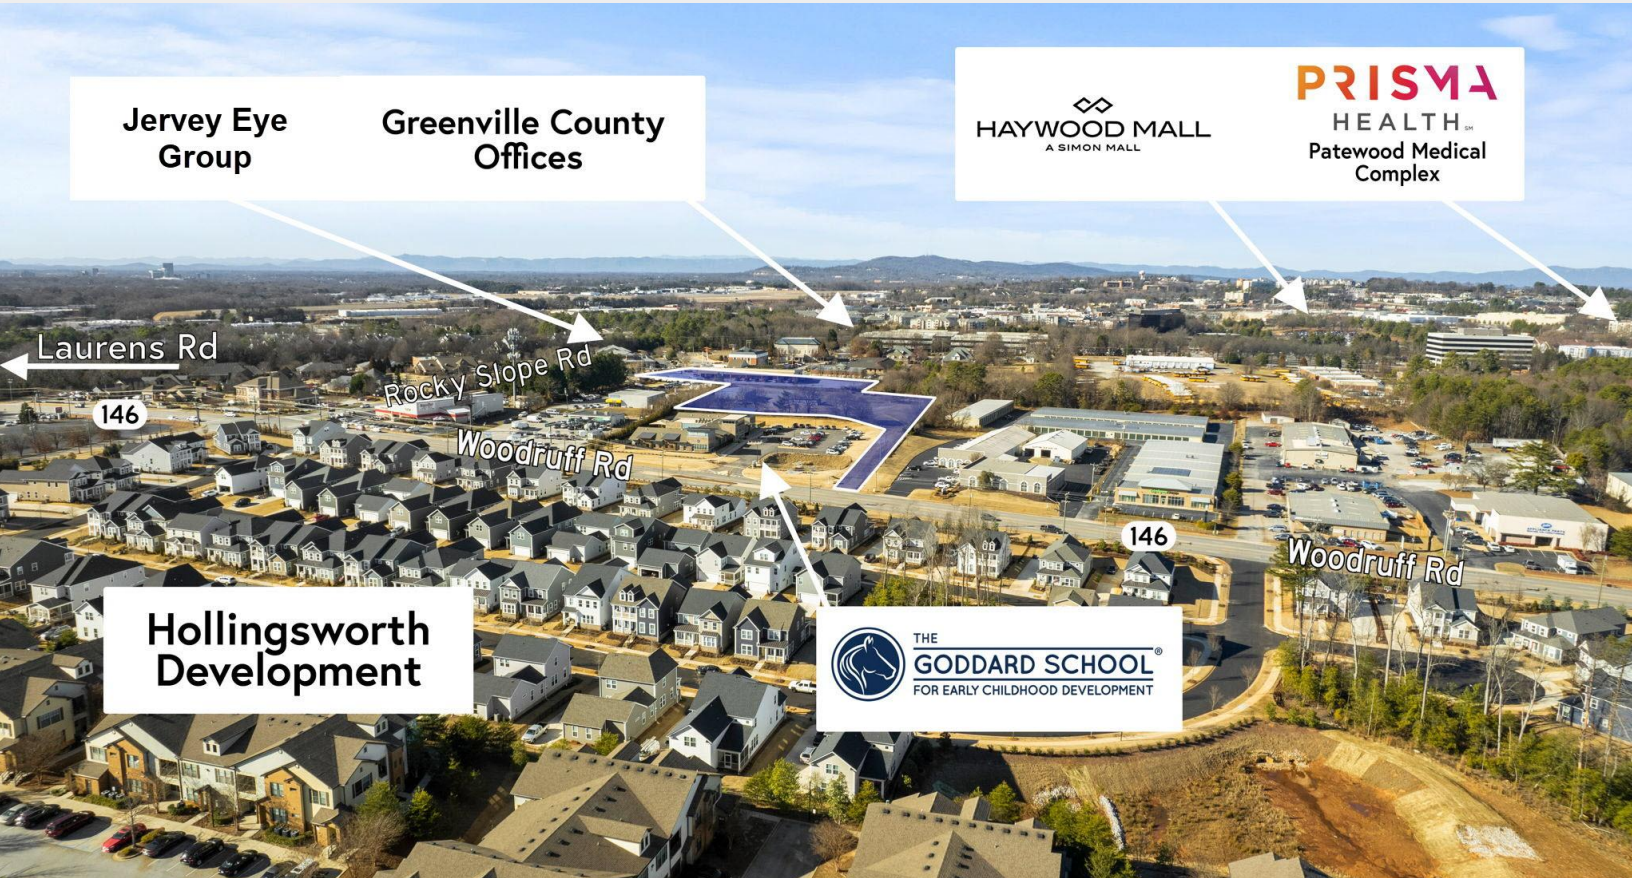 Jervey Eye
Group
Greenville County
Offices
HAYWOOD MALL
A SIMON MALL
PRISMA
HEALTH℠
Patewood Medical
Complex
Laurens Rd
146
Rocky Slope Rd
Woodruff Rd
146
Woodruff Rd
Hollingsworth
Development
THE
GODDARD SCHOOL®
FOR EARLY CHILDHOOD DEVELOPMENT